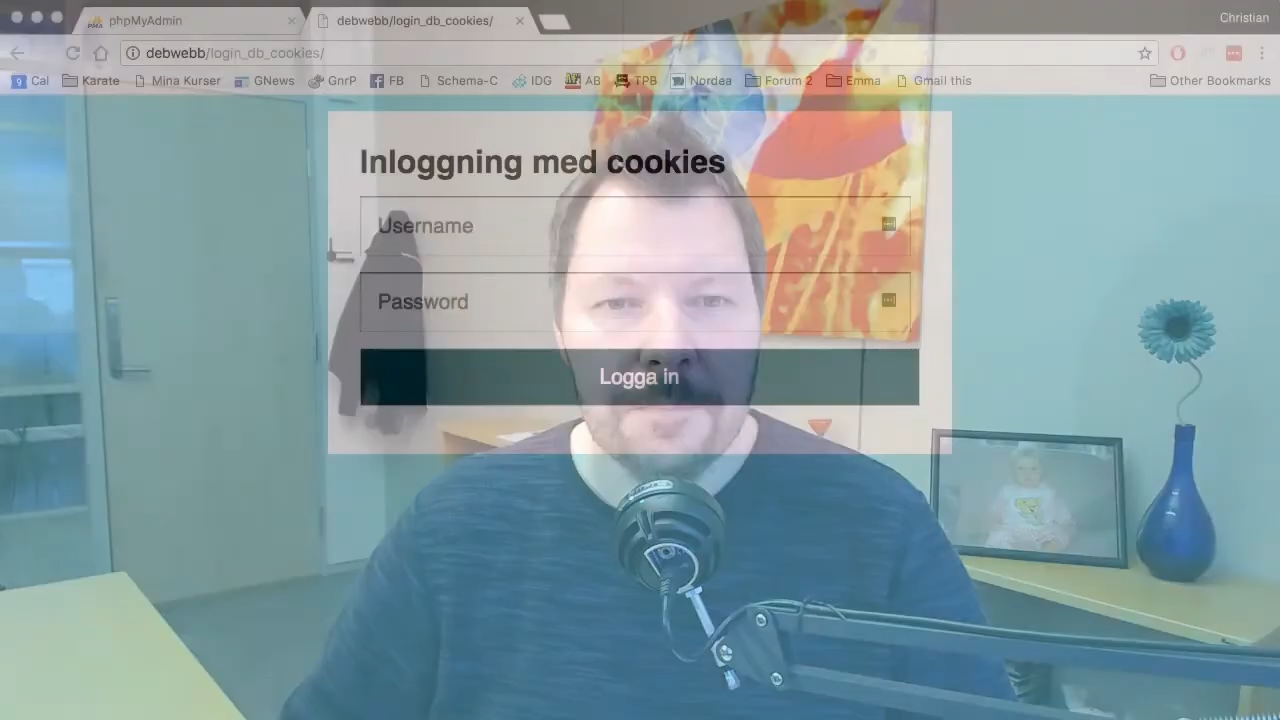 phpMyAdmin
debwebb/login_db_cookies/
Christian
debwebb/login_db_cookies/
Cal Karate Mina Kurser GNews GnrP FB Schema-C IDG AB TPB Nordea Forum 2 Emma Gmail this Other Bookmarks
Inloggning med cookies
Username
Password
Logga in